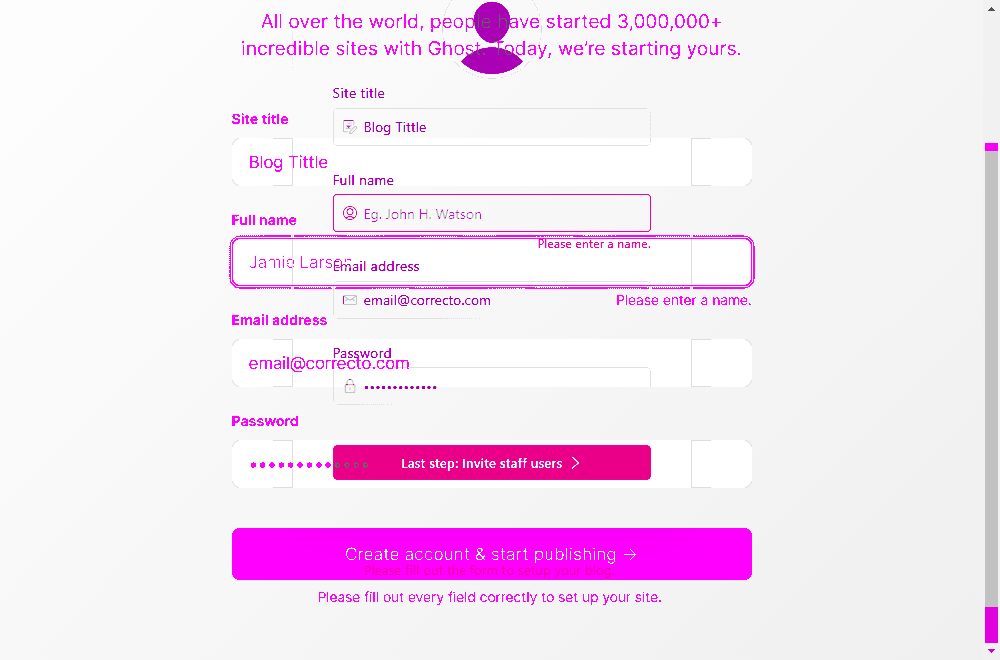 All over the world, people have started 3,000,000+
incredible sites with Ghost. Today, we’re starting yours.
Site title
Site title
Blog Tittle
Blog Tittle
Full name
Eg. John H. Watson
Full name
Please enter a name.
Jamie Larson
Email address
email@correcto.com
Please enter a name.
Email address
Password
email@correcto.com
Password
Last step: Invite staff users
Create account & start publishing →
Please fill out the form to setup your blog.
Please fill out every field correctly to set up your site.